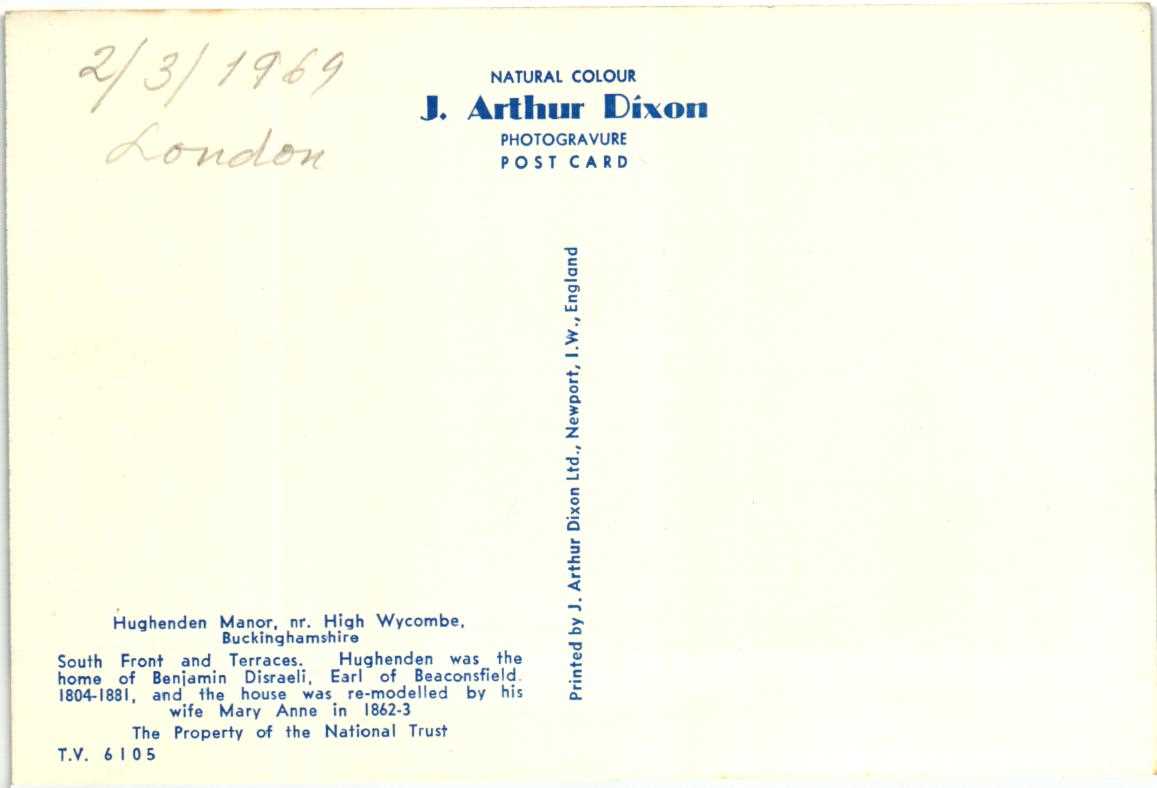 2/3/1969
London
NATURAL COLOUR
J. Arthur Dixon
PHOTOGRAVURE
POST CARD
Printed by J. Arthur Dixon Ltd., Newport, I.W., England
Hughenden Manor, nr. High Wycombe,
Buckinghamshire
South Front and Terraces. Hughenden was the
home of Benjamin Disraeli, Earl of Beaconsfield.
1804-1881, and the house was re-modelled by his
wife Mary Anne in 1862-3
The Property of the National Trust
T.V. 6105